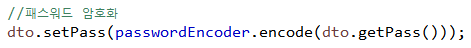 //패스워드 암호화
dto.setPass(passwordEncoder.encode(dto.getPass()));